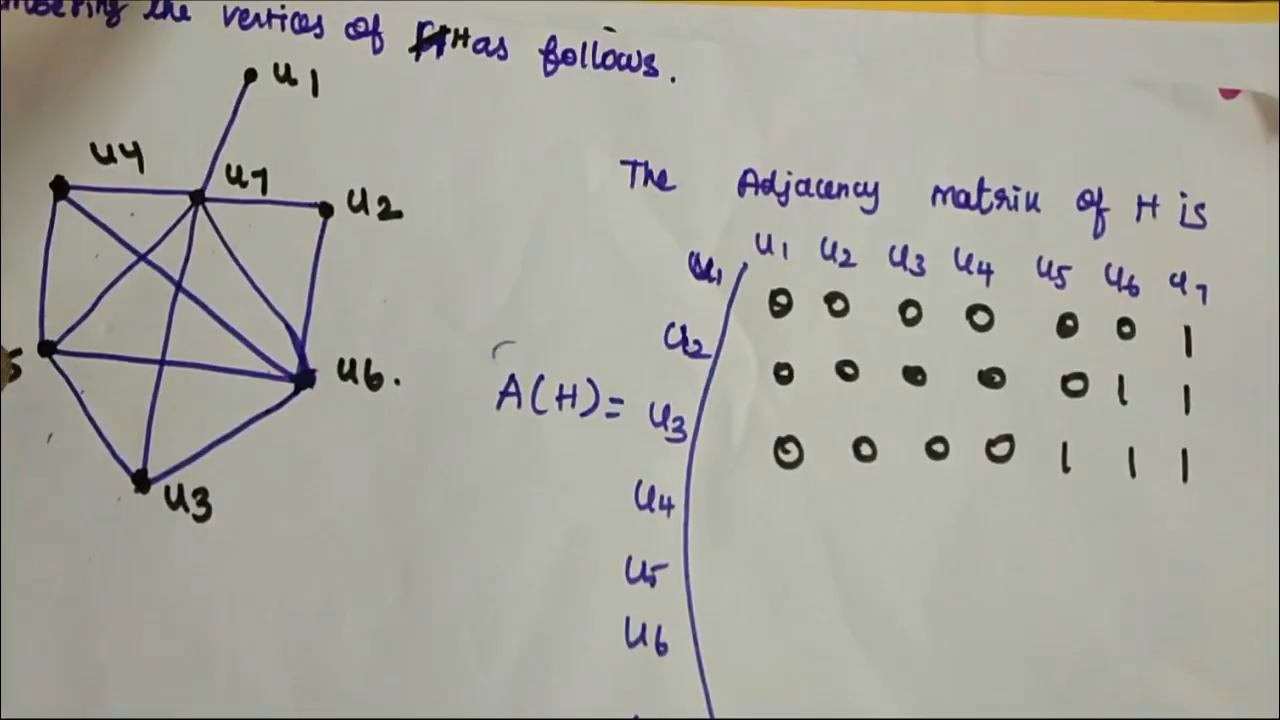 the vertices of H as follows.
u1
u4
u7
u2
u6.
u3
The Adjacency matrix of H is
u1 u2 u3 u4 u5 u6 u7
u1 0 0 0 0 0 0 1
u2 0 0 0 0 0 1 1
A(H)= u3 0 0 0 0 1 1 1
u4
u5
u6